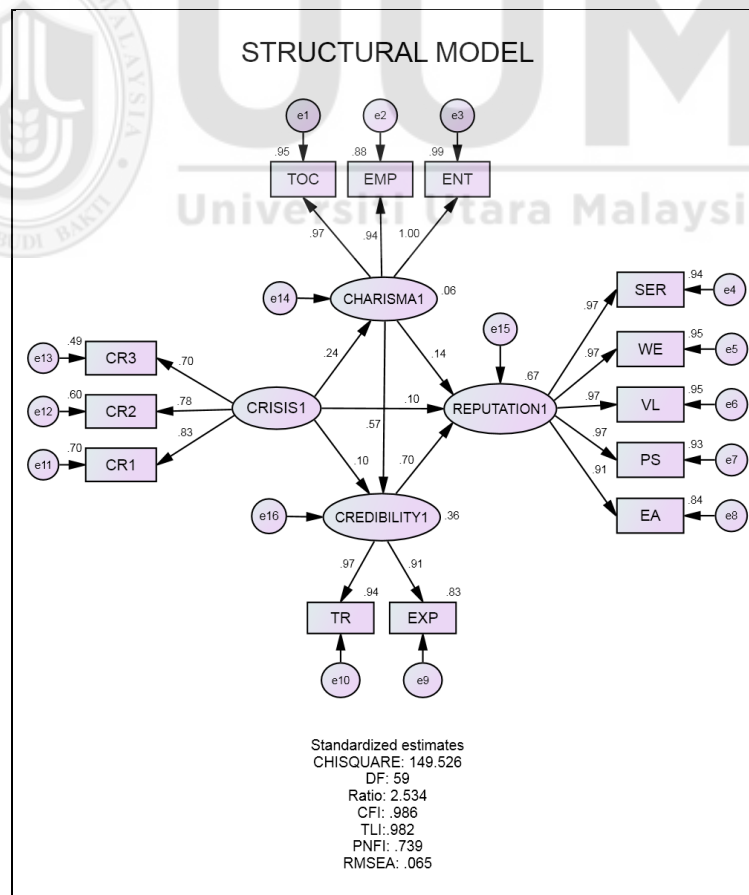 UUM
Universiti Utara Malaysi
MALAYSIA
BUDI BAKTI
STRUCTURAL MODEL
e1
e2
e3
.95
.88
.99
TOC
EMP
ENT
.97
.94
1.00
e14
CHARISMA1
.06
e15
.24
.14
.67
e13
.49
CR3
.70
e12
.60
CR2
.78
e11
.70
CR1
.83
CRISIS1
.10
.57
REPUTATION1
.97
SER
.94
e4
.97
WE
.95
e5
.97
VL
.95
e6
.97
PS
.93
e7
.91
EA
.84
e8
.10
.70
e16
CREDIBILITY1
.36
.97
.91
.94
.83
TR
EXP
e10
e9
Standardized estimates
CHISQUARE: 149.526
DF: 59
Ratio: 2.534
CFI: .986
TLI:.982
PNFI: .739
RMSEA: .065